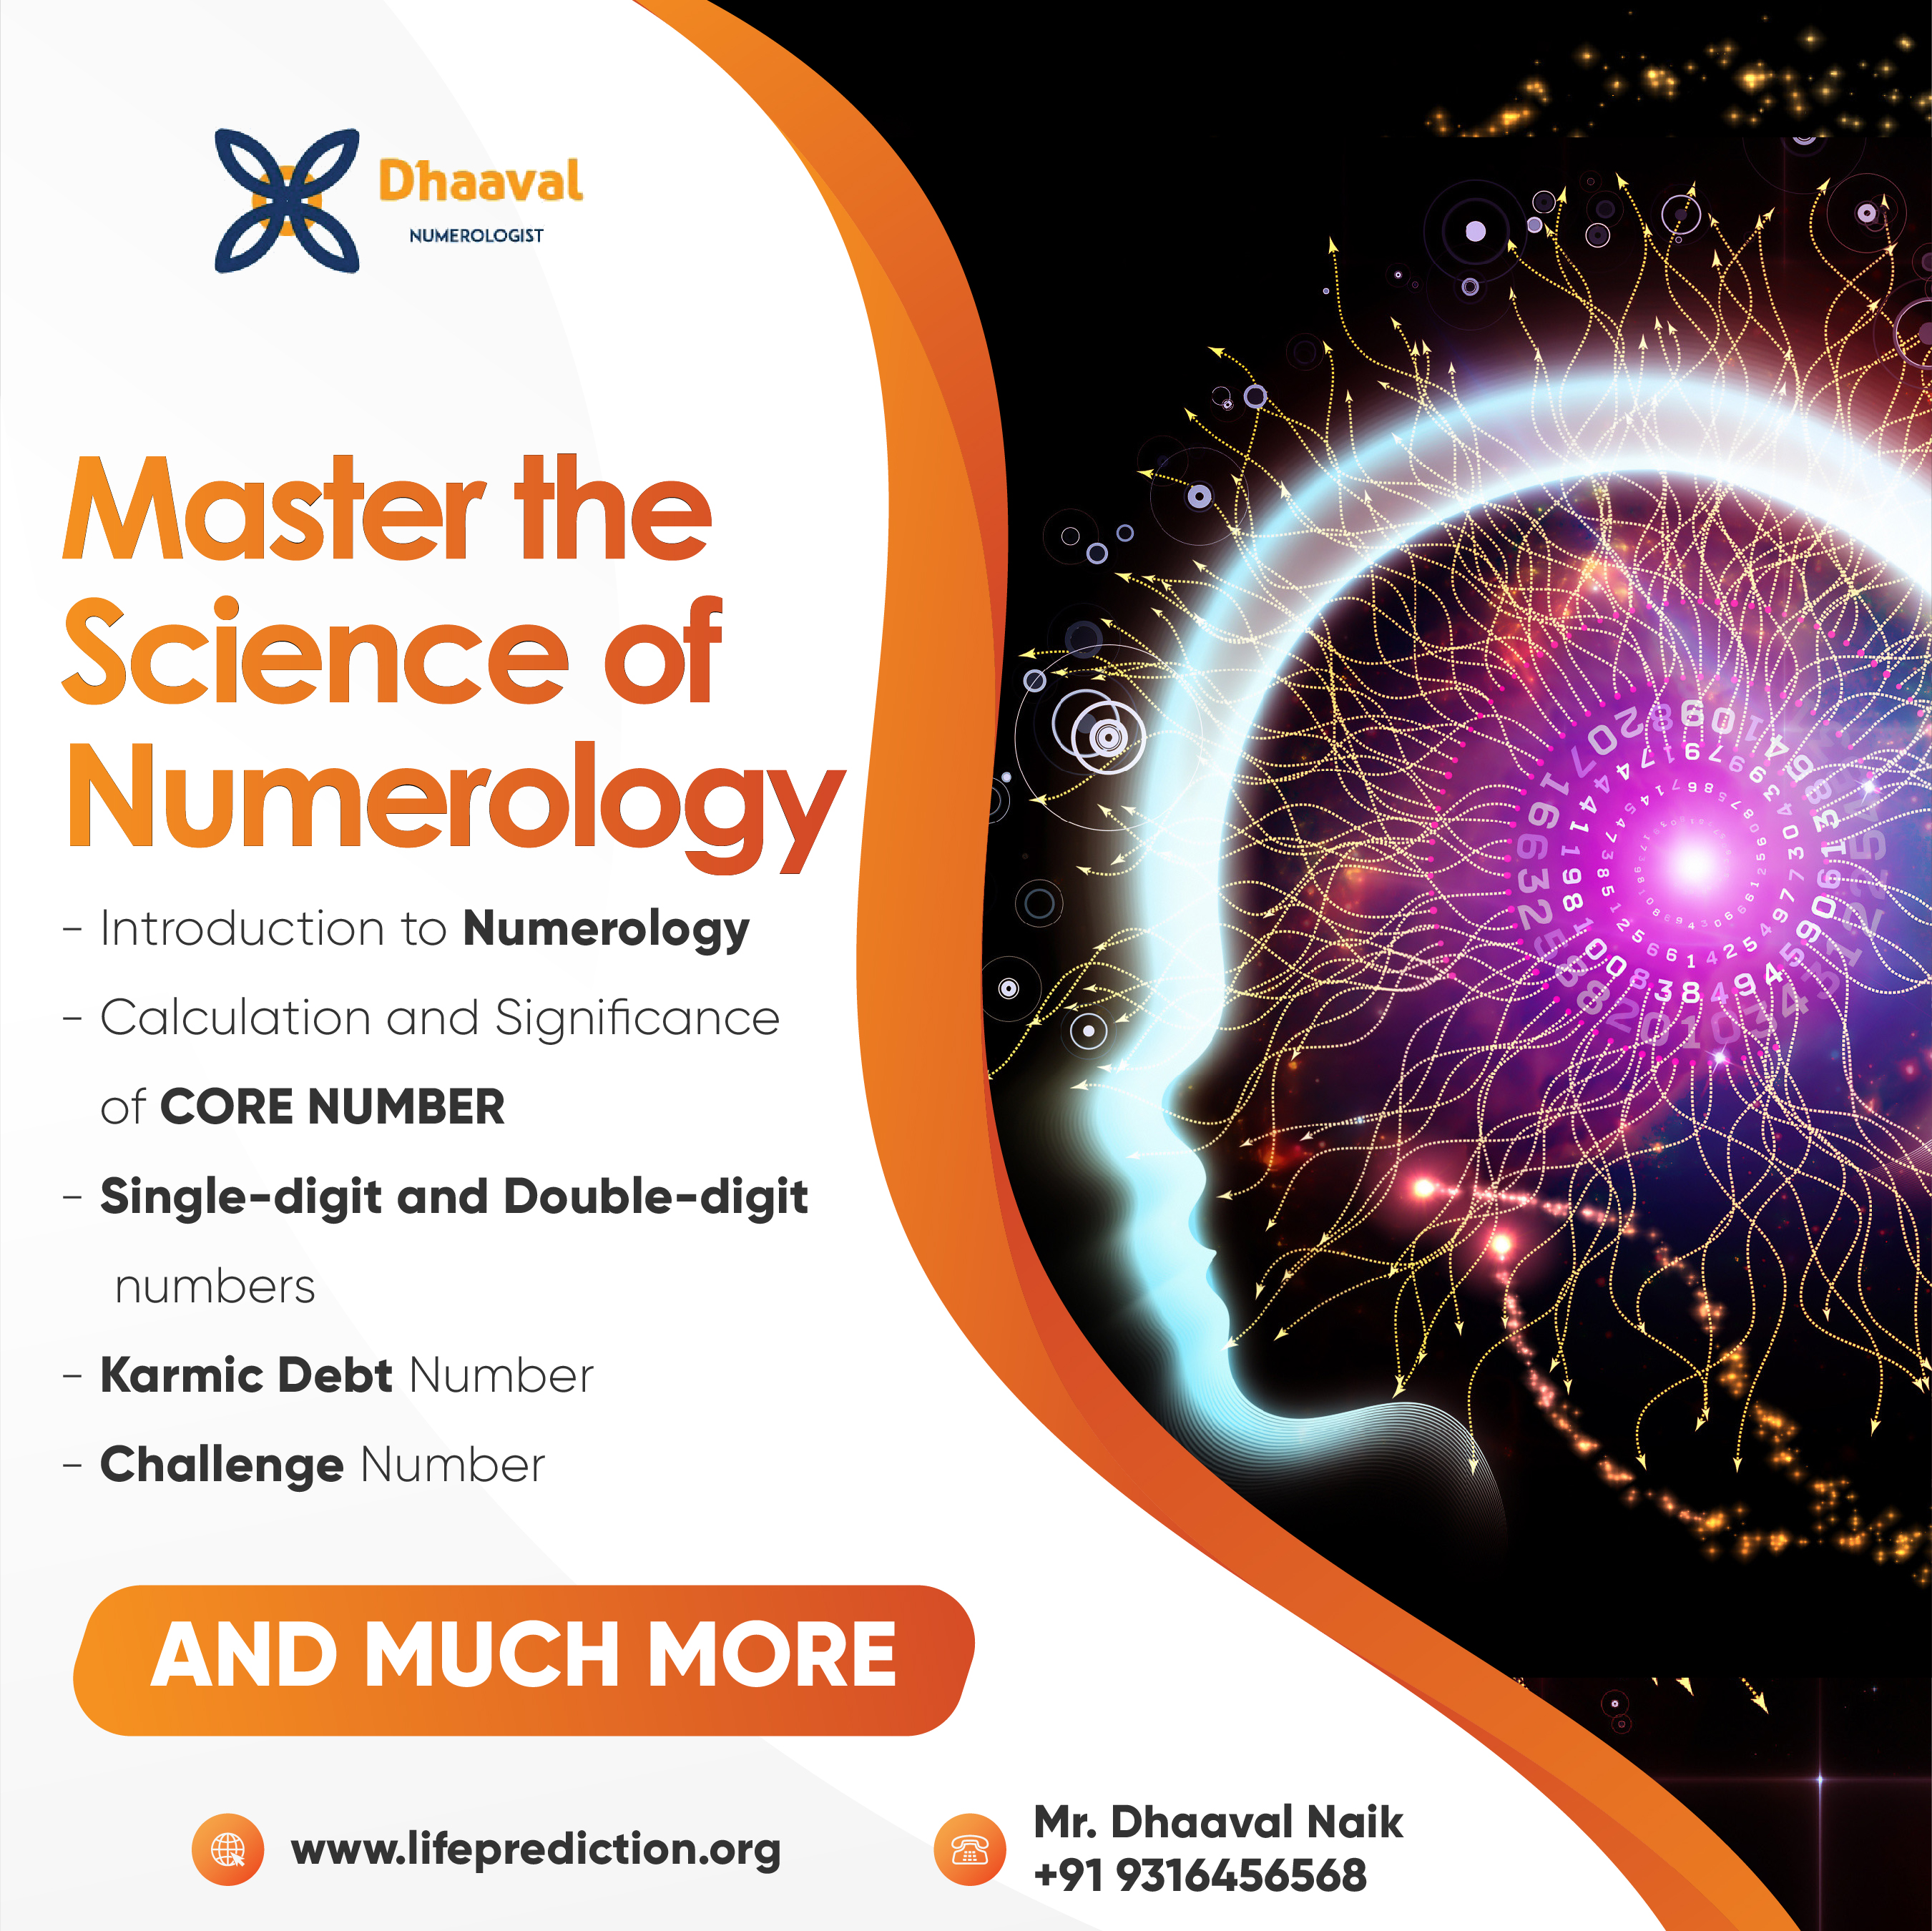 Dhaaval
NUMEROLOGIST
Master the
Science of
Numerology
- Introduction to Numerology
- Calculation and Significance
of CORE NUMBER
- Single-digit and Double-digit
numbers
- Karmic Debt Number
- Challenge Number
AND MUCH MORE
www.lifeprediction.org
Mr. Dhaaval Naik
+91 9316456568